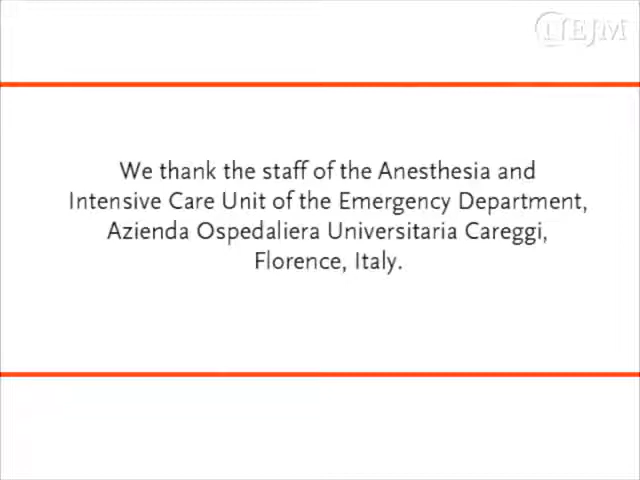 NEJM
We thank the staff of the Anesthesia and
Intensive Care Unit of the Emergency Department,
Azienda Ospedaliera Universitaria Careggi,
Florence, Italy.